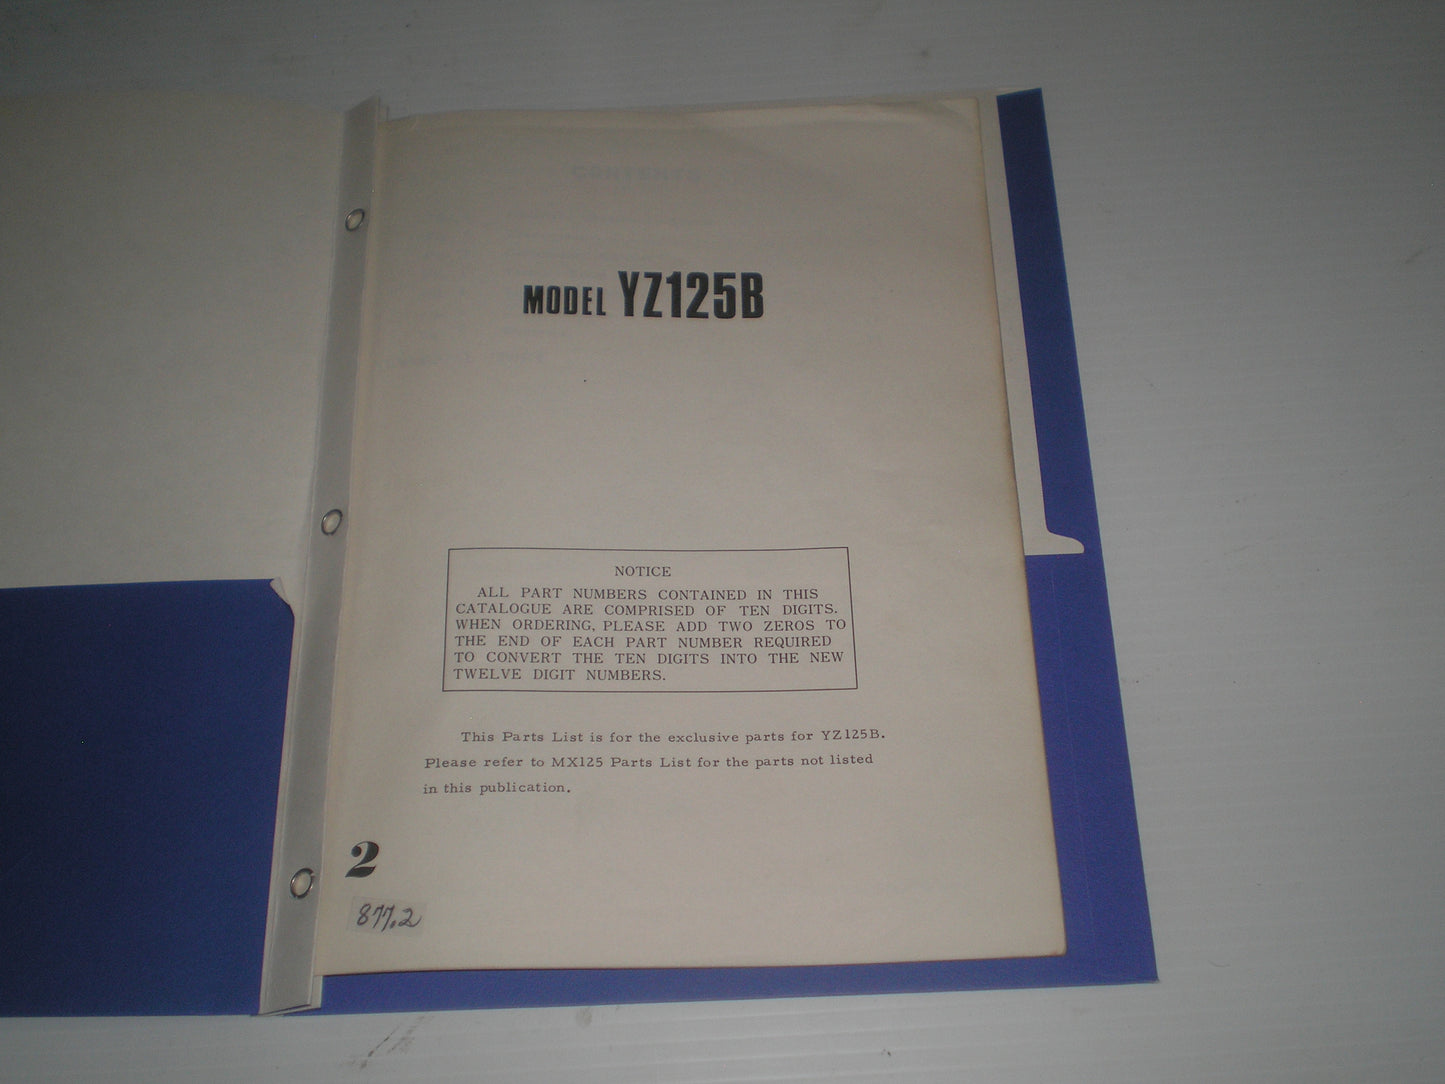 CONTENTS
MODEL YZ125B
NOTICE
ALL PART NUMBERS CONTAINED IN THIS
CATALOGUE ARE COMPRISED OF TEN DIGITS.
WHEN ORDERING, PLEASE ADD TWO ZEROS TO
THE END OF EACH PART NUMBER REQUIRED
TO CONVERT THE TEN DIGITS INTO THE NEW
TWELVE DIGIT NUMBERS.
This Parts List is for the exclusive parts for YZ125B.
Please refer to MX125 Parts List for the parts not listed
in this publication.
2
877.2